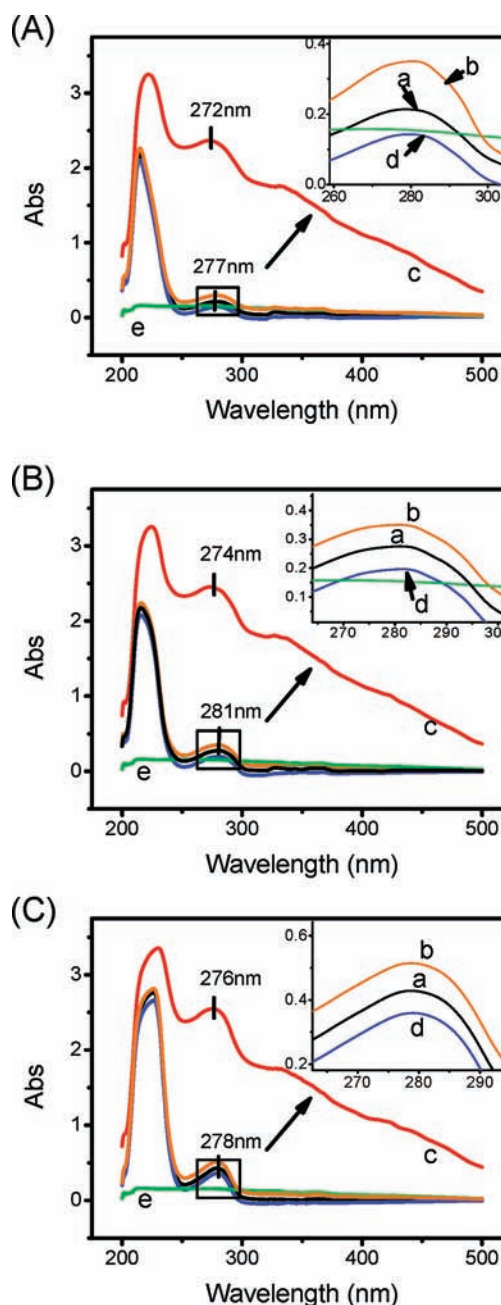 (A)
0.4
0.2
0.0
260
280
300
a
b
d
3
2
1
0
Abs
272nm
277nm
c
e
200
300
400
500
Wavelength (nm)
(B)
0.4
0.3
0.2
0.1
270
280
290
b
a
d
3
2
1
0
Abs
274nm
281nm
c
e
200
300
400
500
Wavelength (nm)
(C)
0.6
0.4
0.2
270
280
290
b
a
d
3
2
1
0
Abs
276nm
278nm
c
e
200
300
400
500
Wavelength (nm)